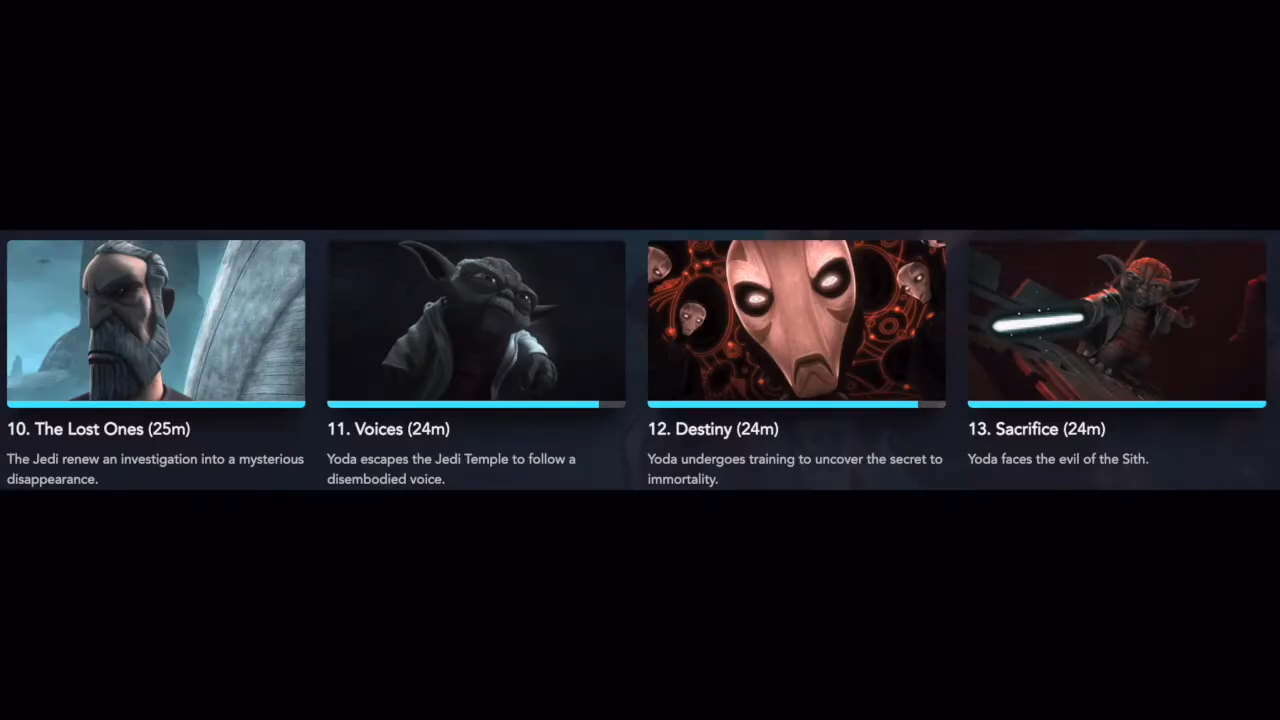 10. The Lost Ones (25m)
The Jedi renew an investigation into a mysterious
disappearance.
11. Voices (24m)
Yoda escapes the Jedi Temple to follow a
disembodied voice.
12. Destiny (24m)
Yoda undergoes training to uncover the secret to
immortality.
13. Sacrifice (24m)
Yoda faces the evil of the Sith.